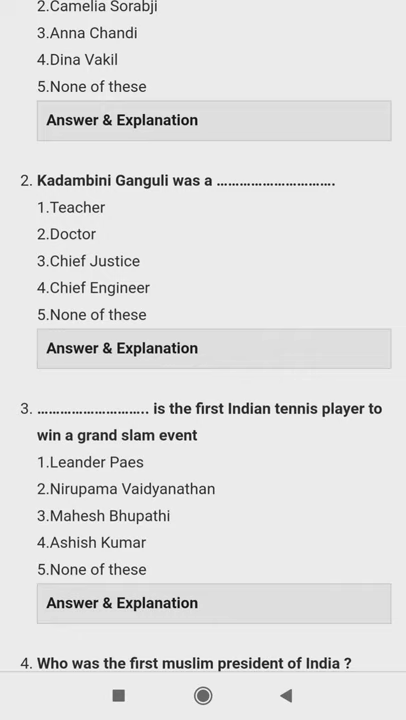 2.Camelia Sorabji
3.Anna Chandi
4.Dina Vakil
5.None of these
Answer & Explanation
2. Kadambini Ganguli was a ................................
1.Teacher
2.Doctor
3.Chief Justice
4.Chief Engineer
5.None of these
Answer & Explanation
3. ............................. is the first Indian tennis player to
win a grand slam event
1.Leander Paes
2.Nirupama Vaidyanathan
3.Mahesh Bhupathi
4.Ashish Kumar
5.None of these
Answer & Explanation
4. Who was the first muslim president of India ?